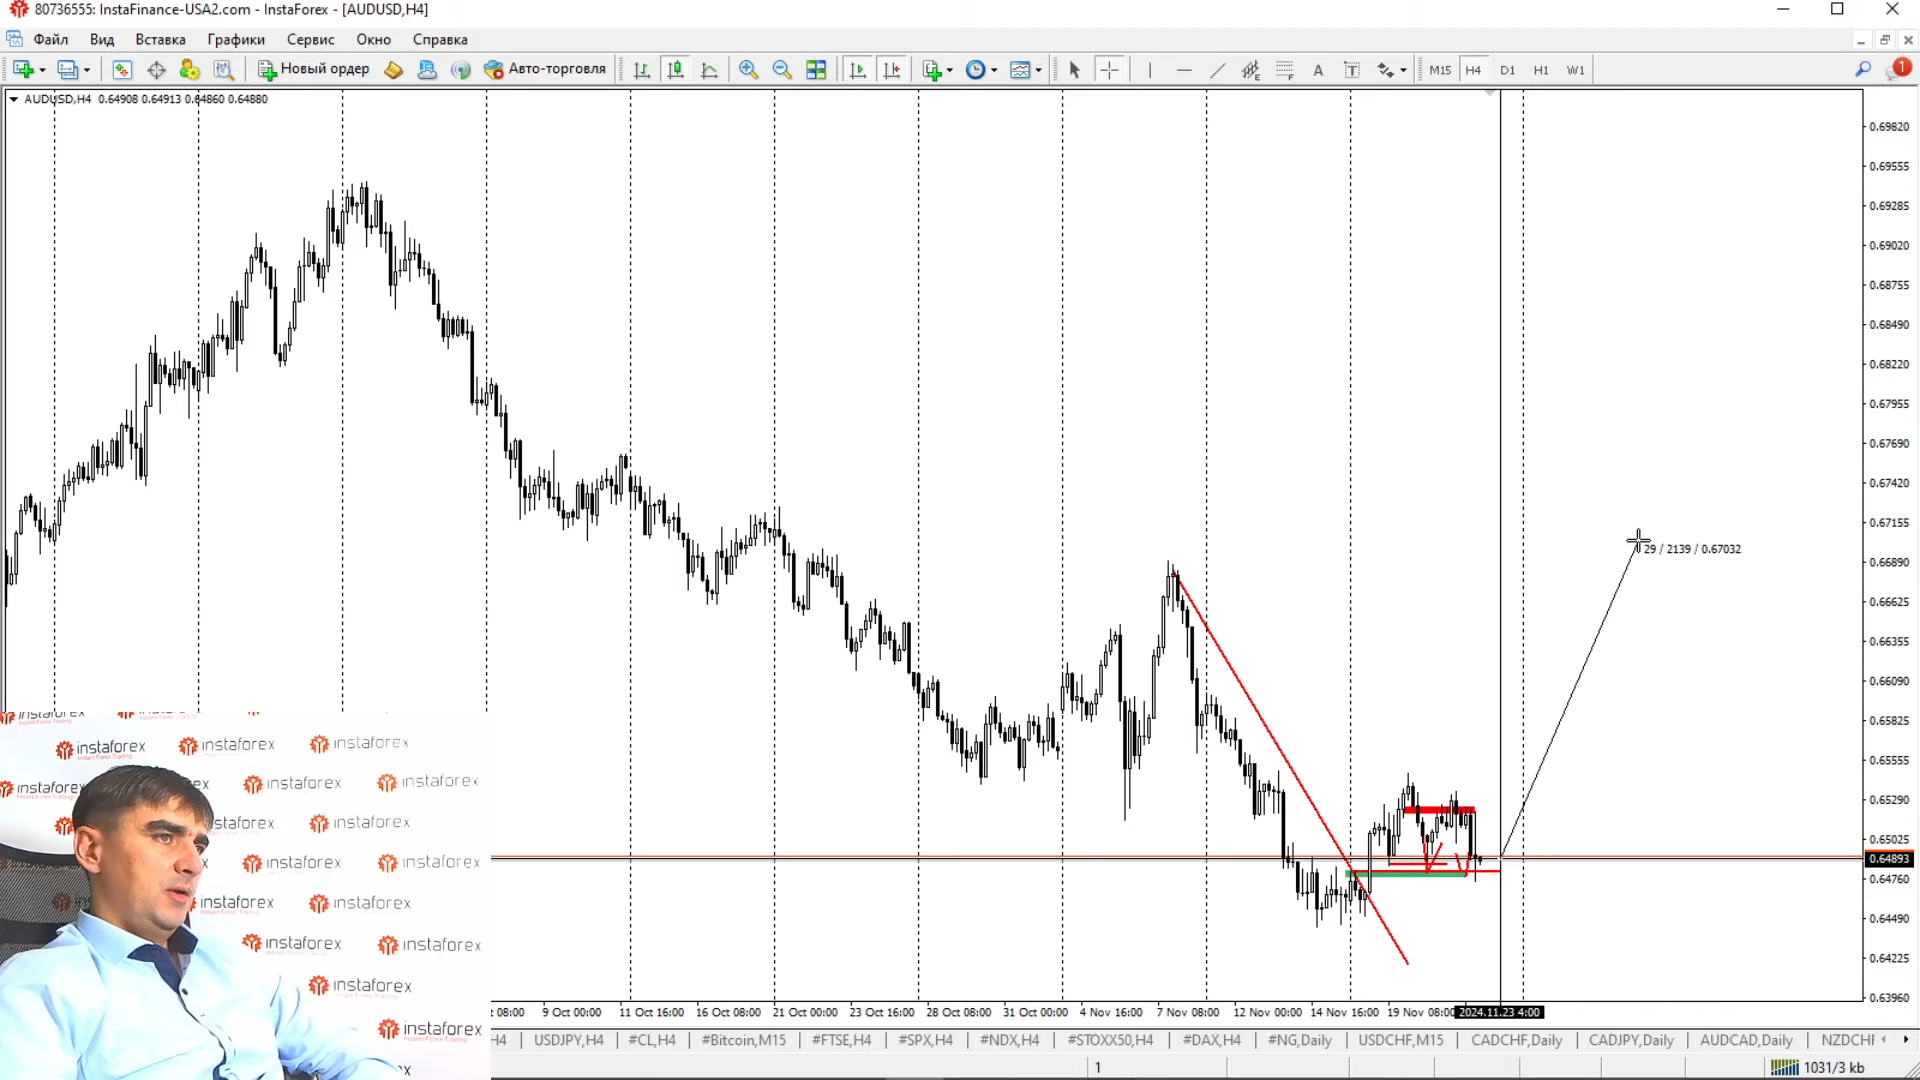 80736555: InstaFinance-USA2.com - InstaForex - [AUDUSD,H4]
Файл Вид Вставка Графики Сервис Окно Справка
Новый ордер Авто-торговля A T M15 H4 D1 H1 W1 1
AUDUSD,H4 0.64908 0.64913 0.64860 0.64880
0.69820
0.69555
0.69285
0.69020
0.68755
0.68490
0.68220
0.67955
0.67690
0.67420
0.67155
29 / 2139 / 0.67032
0.66890
0.66625
0.66355
0.66090
0.65825
0.65555
0.65290
0.65025
0.64893
0.64760
0.64490
0.64225
0.63960
instaforex
instaforex instaforex instaforex
instaforex instaforex instaforex
staforex instaforex
instaforex instaforex
instaforex instaforex
instaforex instaforex
instaforex
instaforex
08:00 9 Oct 00:00 11 Oct 16:00 16 Oct 08:00 21 Oct 00:00 23 Oct 16:00 28 Oct 08:00 31 Oct 00:00 4 Nov 16:00 7 Nov 08:00 12 Nov 00:00 14 Nov 16:00 19 Nov 08:00 2024.11.23 4:00
H4 USDJPY,H4 #CL,H4 #Bitcoin,M15 #FTSE,H4 #SPX,H4 #NDX,H4 #STOXX50,H4 #DAX,H4 #NG,Daily USDCHF,M15 CADCHF,Daily CADJPY,Daily AUDCAD,Daily NZDCHF
1 1031/3 kb